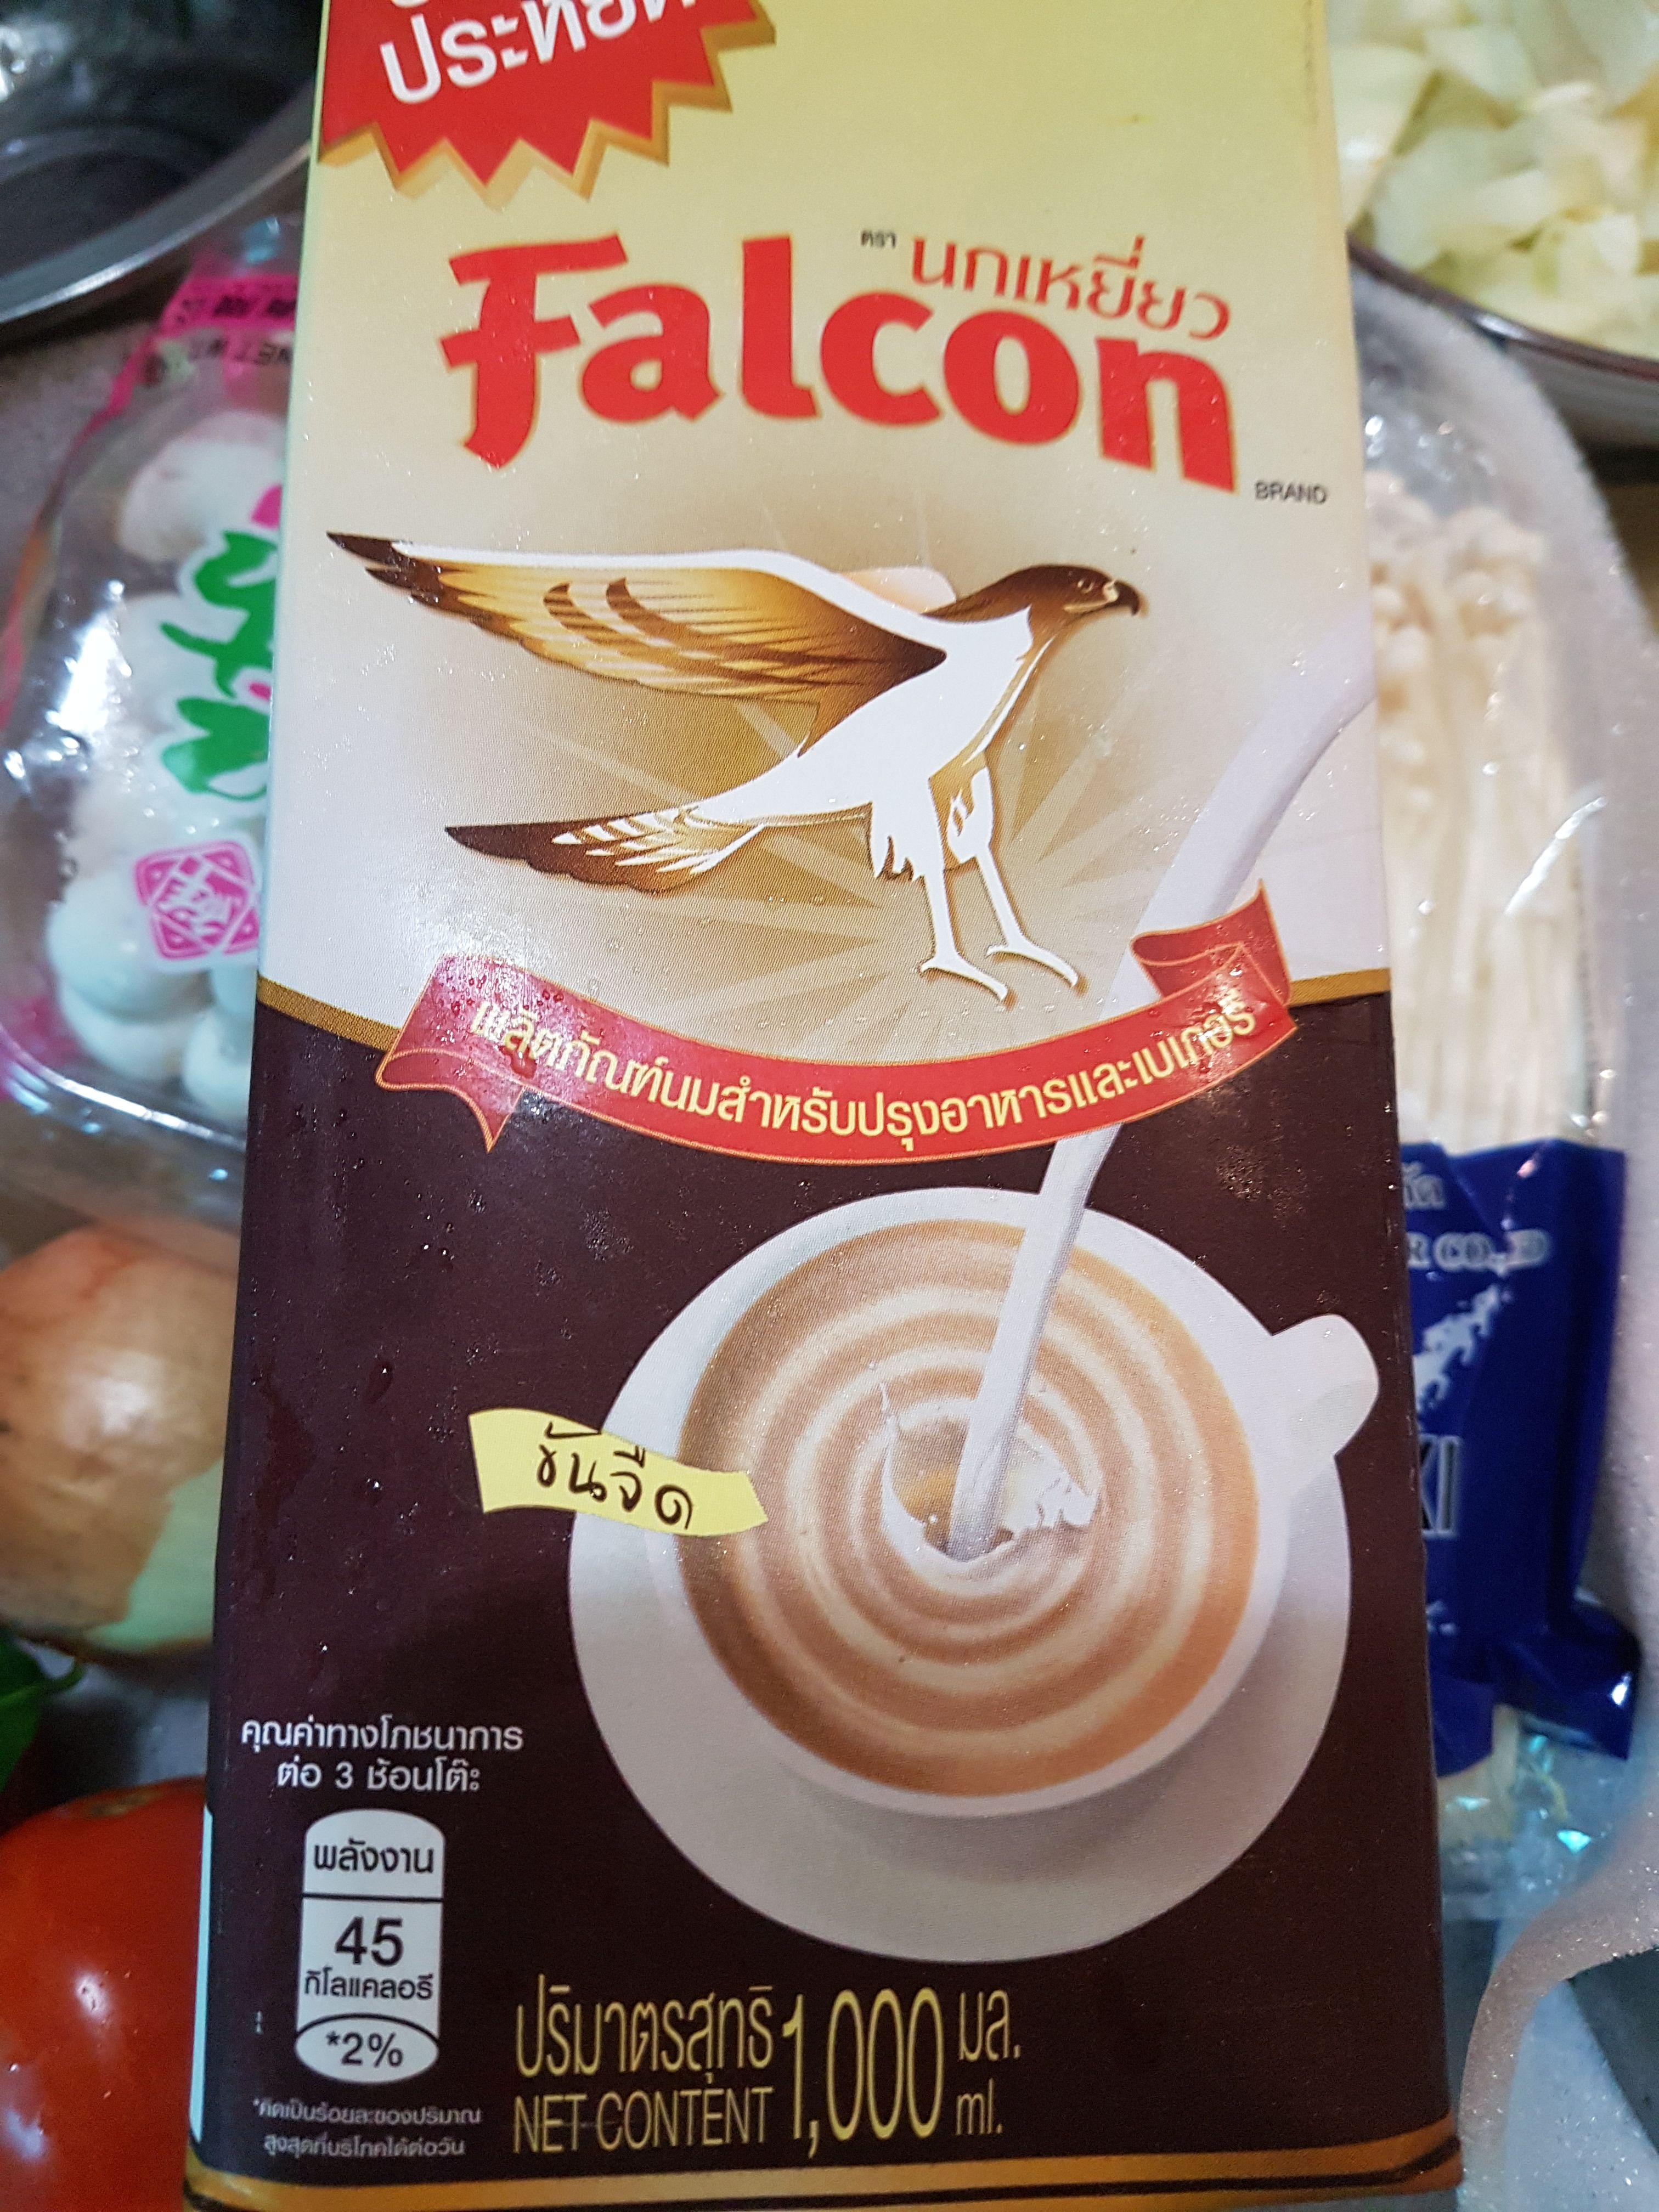 ประหยัด
ตรา นกเหยี่ยว
Falcon
BRAND
ผลิตภัณฑ์นมสำหรับปรุงอาหารและเบเกอรี่
ข้นจืด
คุณค่าทางโภชนาการ
ต่อ 3 ช้อนโต๊ะ
พลังงาน
45
กิโลแคลอรี
*2%
*คิดเป็นร้อยละของปริมาณ
สูงสุดที่บริโภคได้ต่อวัน
ปริมาตรสุทธิ 1,000 มล.
NET CONTENT 1,000 ml.
NET WT
R CO.,LTD
KI